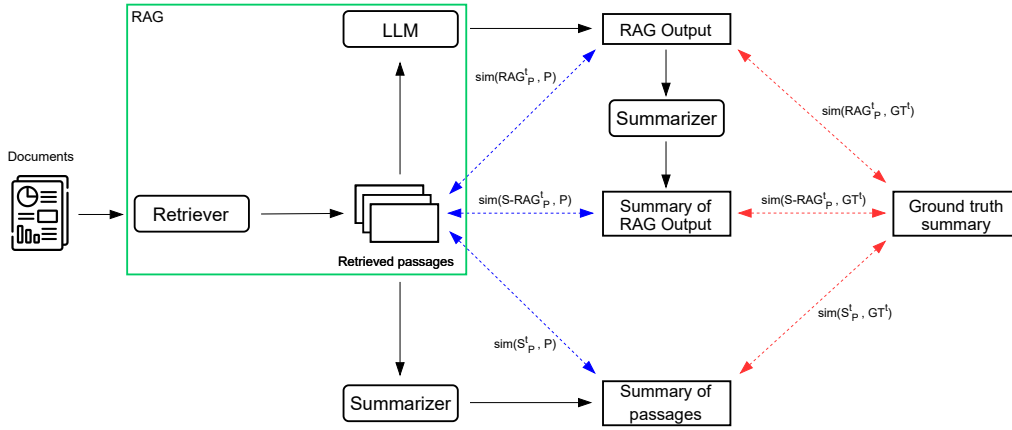 RAG
LLM
RAG Output
sim(RAG^t_P, P)
sim(RAG^t_P, GT^t)
Summarizer
Documents
Retriever
sim(S-RAG^t_P, P)
Summary of
RAG Output
sim(S-RAG^t_P, GT^t)
Ground truth
summary
Retrieved passages
sim(S^t_P, P)
sim(S^t_P, GT^t)
Summarizer
Summary of
passages